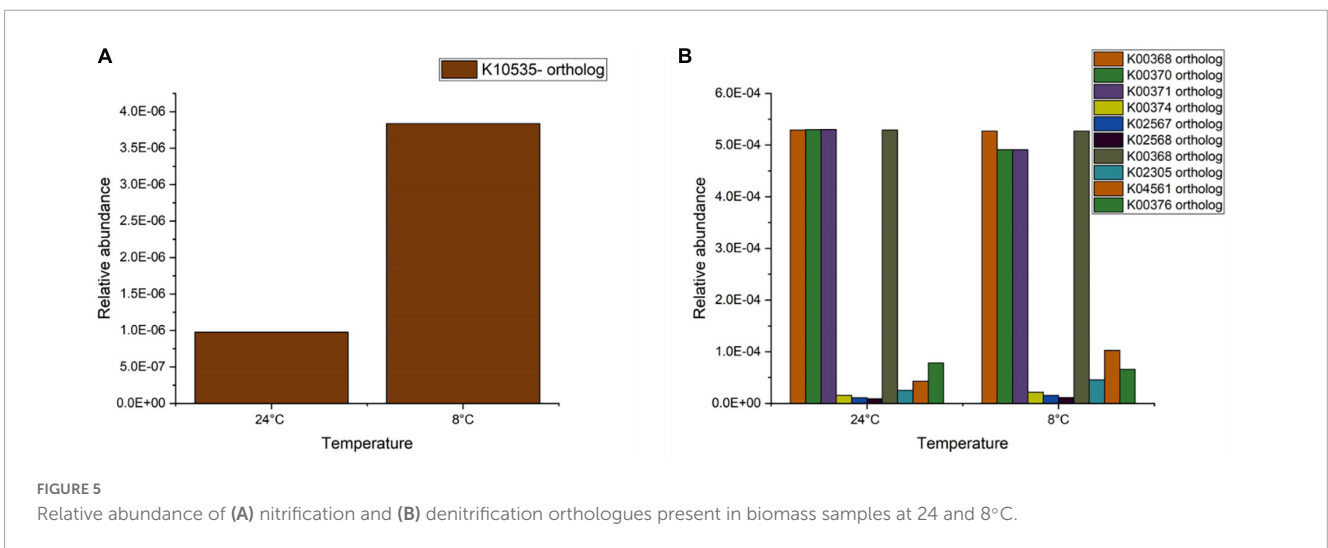 A
K10535- ortholog
Relative abundance
4.0E-06
3.5E-06
3.0E-06
2.5E-06
2.0E-06
1.5E-06
1.0E-06
5.0E-07
0.0E+00
24°C
8°C
Temperature
B
K00368 ortholog
K00370 ortholog
K00371 ortholog
K00374 ortholog
K02567 ortholog
K02568 ortholog
K00368 ortholog
K02305 ortholog
K04561 ortholog
K00376 ortholog
Relative abundance
6.0E-04
5.0E-04
4.0E-04
3.0E-04
2.0E-04
1.0E-04
0.0E+00
24°C
8°C
Temperature
FIGURE 5
Relative abundance of (A) nitrification and (B) denitrification orthologues present in biomass samples at 24 and 8°C.